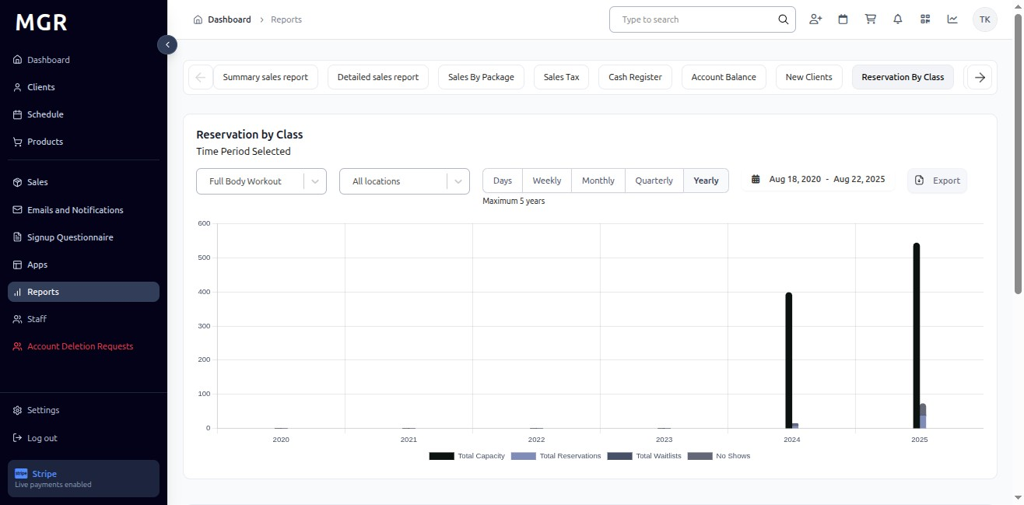 MGR
Dashboard
Clients
Schedule
Products
Sales
Emails and Notifications
Signup Questionnaire
Apps
Reports
Staff
Account Deletion Requests
Settings
Log out
stripe Stripe
Live payments enabled
Dashboard > Reports
Type to search
TK
Summary sales report Detailed sales report Sales By Package Sales Tax Cash Register Account Balance New Clients Reservation By Class
Reservation by Class
Time Period Selected
Full Body Workout All locations Days Weekly Monthly Quarterly Yearly Aug 18, 2020 - Aug 22, 2025 Export
Maximum 5 years
600
500
400
300
200
100
0
2020 2021 2022 2023 2024 2025
Total Capacity Total Reservations Total Waitlists No Shows